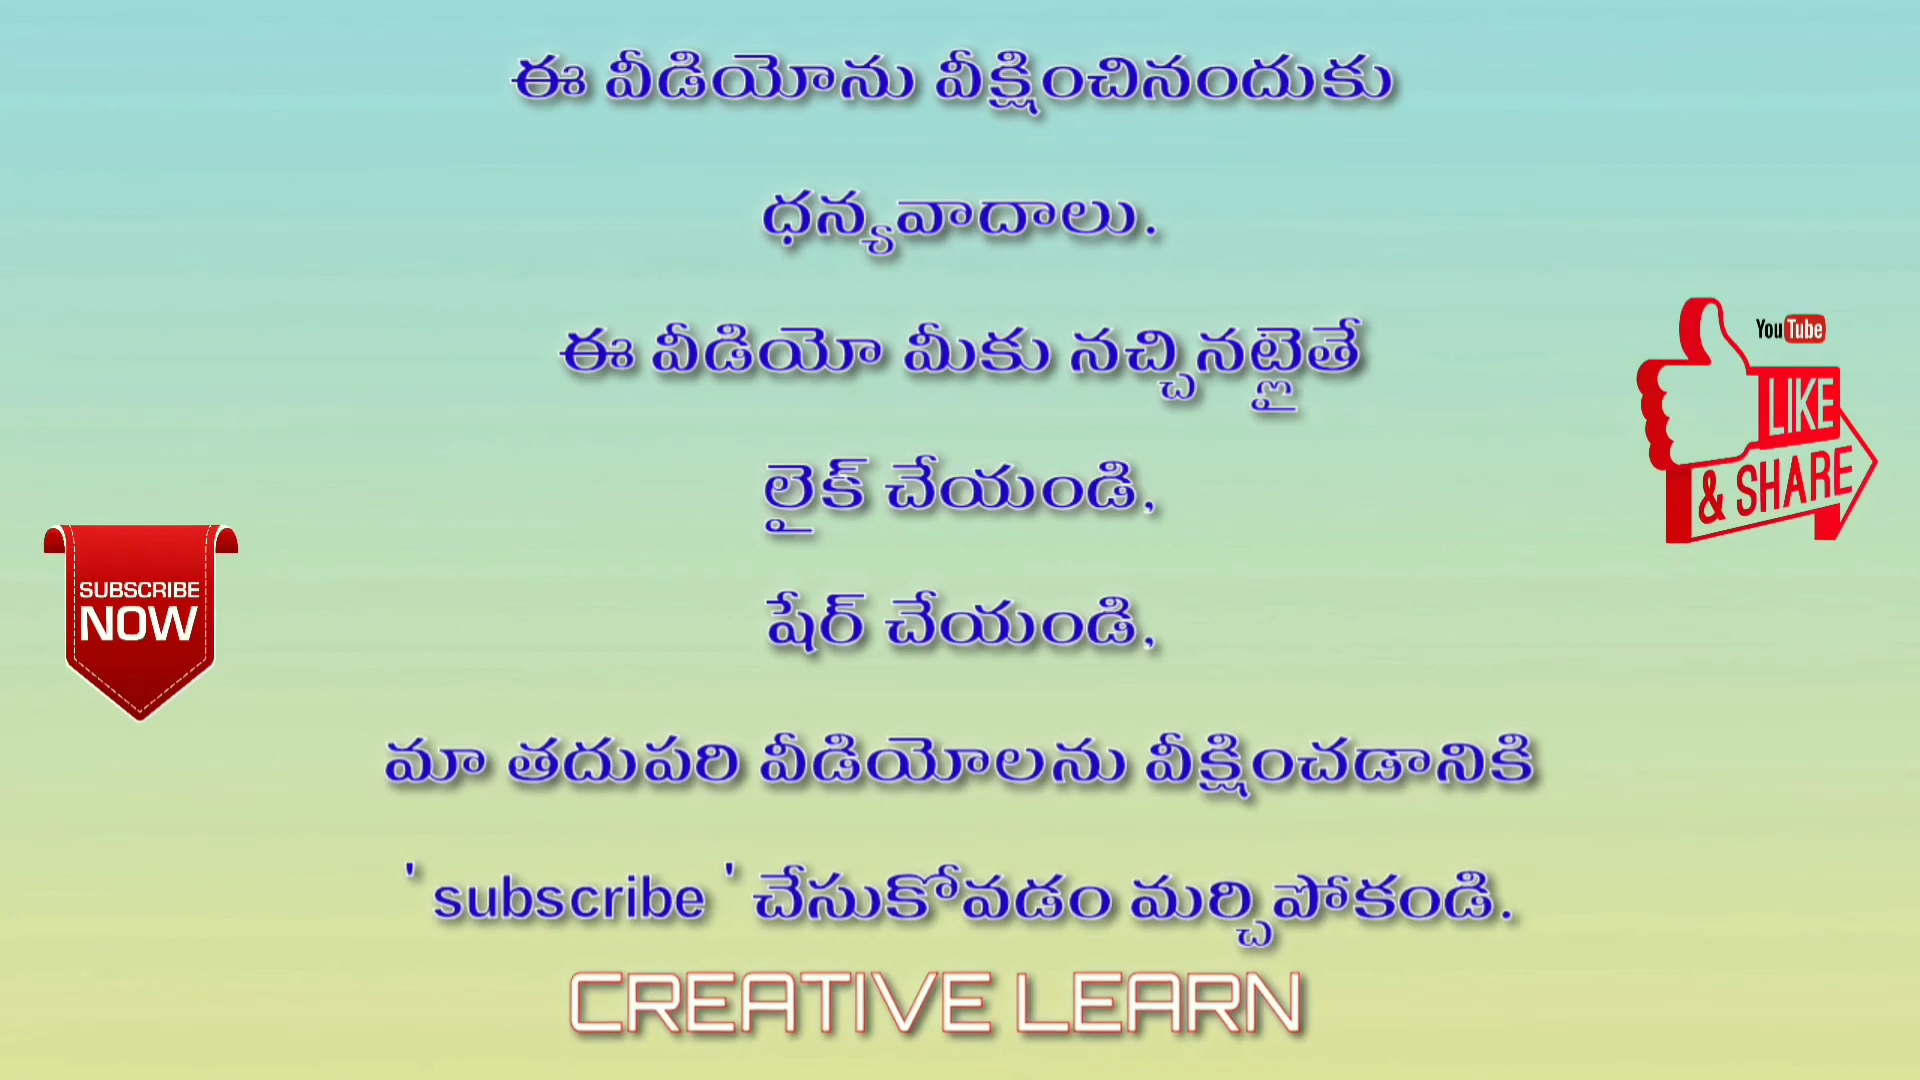 ఈ వీడియోను వీక్షించినందుకు
ధన్యవాదాలు.
ఈ వీడియో మీకు నచ్చినట్లైతే
లైక్ చేయండి,
షేర్ చేయండి,
మా తదుపరి వీడియోలను వీక్షించడానికి
' subscribe ' చేసుకోవడం మర్చిపోకండి.
CREATIVE LEARN
SUBSCRIBE
NOW
YouTube
LIKE
& SHARE